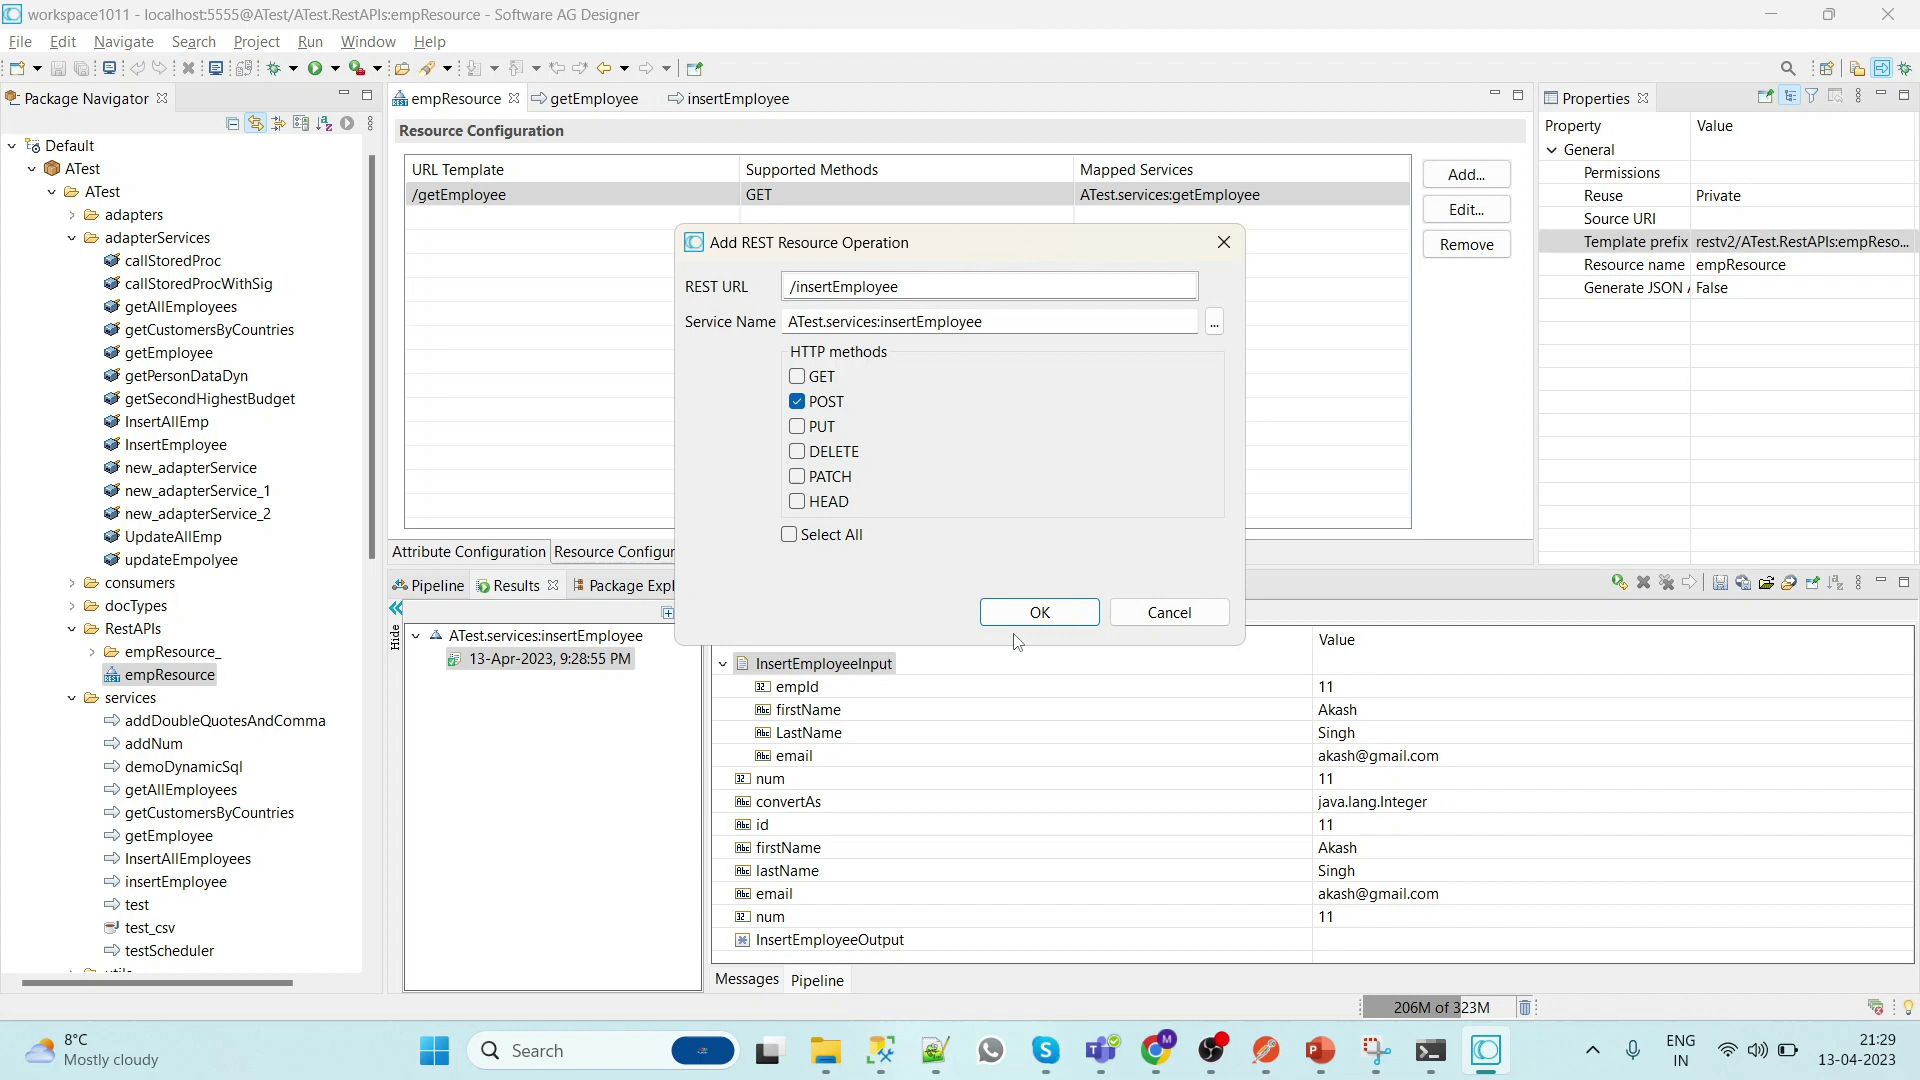 workspace1011 - localhost:5555@ATest/ATest.RestAPIs:empResource - Software AG Designer
File Edit Navigate Search Project Run Window Help
Package Navigator
Default
ATest
ATest
adapters
adapterServices
callStoredProc
callStoredProcWithSig
getAllEmployees
getCustomersByCountries
getEmployee
getPersonDataDyn
getSecondHighestBudget
InsertAllEmp
InsertEmployee
new_adapterService
new_adapterService_1
new_adapterService_2
UpdateAllEmp
updateEmpolyee
consumers
docTypes
RestAPIs
empResource_
empResource
services
addDoubleQuotesAndComma
addNum
demoDynamicSql
getAllEmployees
getCustomersByCountries
getEmployee
InsertAllEmployees
insertEmployee
test
test_csv
testScheduler
empResource getEmployee insertEmployee
Resource Configuration
URL Template Supported Methods Mapped Services
/getEmployee GET ATest.services:getEmployee
Add...
Edit...
Remove
Add REST Resource Operation
REST URL /insertEmployee
Service Name ATest.services:insertEmployee ...
HTTP methods
GET
POST
PUT
DELETE
PATCH
HEAD
Select All
OK Cancel
Attribute Configuration Resource Configur
Pipeline Results Package Expl
Hide
ATest.services:insertEmployee
13-Apr-2023, 9:28:55 PM
Value
InsertEmployeeInput
empId 11
firstName Akash
LastName Singh
email akash@gmail.com
num 11
convertAs java.lang.Integer
id 11
firstName Akash
lastName Singh
email akash@gmail.com
num 11
InsertEmployeeOutput
Messages Pipeline
Properties
Property Value
General
Permissions
Reuse Private
Source URI
Template prefix restv2/ATest.RestAPIs:empReso...
Resource name empResource
Generate JSON False
206M of 323M
8°C
Mostly cloudy
Search
M
ENG
IN
21:29
13-04-2023